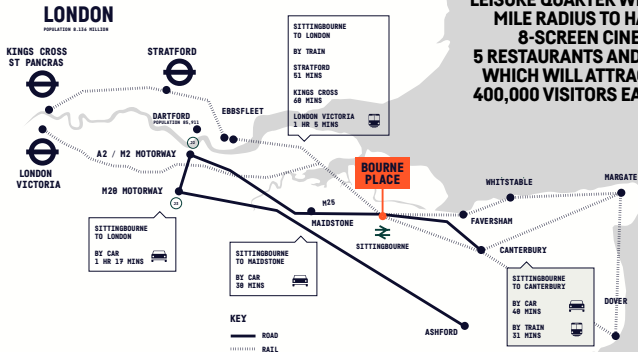 LONDON
POPULATION 8.136 MILLION
KINGS CROSS
ST PANCRAS
STRATFORD
DARTFORD
POPULATION 85,911
EBBSFLEET
A2 / M2 MOTORWAY
LONDON
VICTORIA
M20 MOTORWAY
SITTINGBOURNE
TO LONDON
BY TRAIN
STRATFORD
51 MINS
KINGS CROSS
60 MINS
LONDON VICTORIA
1 HR 5 MINS
LEISURE QUARTER
MILE RADIUS TO
8-SCREEN
5 RESTAURANTS AND
WHICH WILL
400,000 VISITORS
BOURNE
PLACE
M25
MAIDSTONE
SITTINGBOURNE
WHITSTABLE
MARGATE
FAVERSHAM
CANTERBURY
DOVER
ASHFORD
SITTINGBOURNE
TO LONDON
BY CAR
1 HR 17 MINS
SITTINGBOURNE
TO MAIDSTONE
BY CAR
30 MINS
SITTINGBOURNE
TO CANTERBURY
BY CAR
40 MINS
BY TRAIN
31 MINS
KEY
ROAD
RAIL